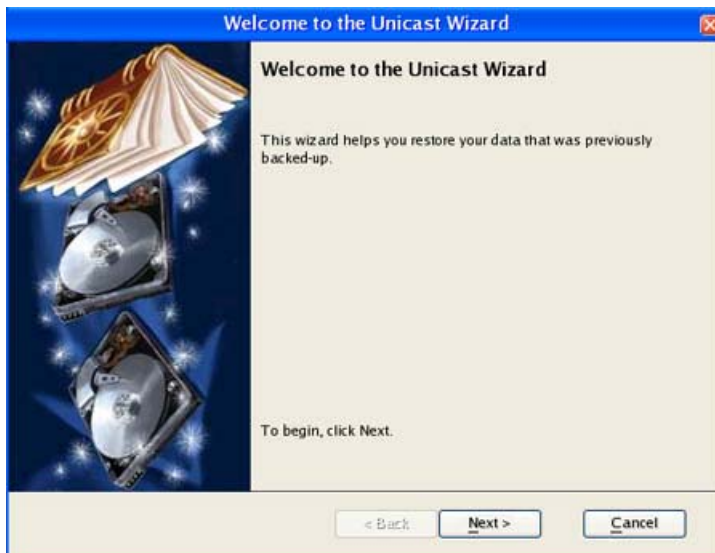 Welcome to the Unicast Wizard
Welcome to the Unicast Wizard
This wizard helps you restore your data that was previously
backed-up.
To begin, click Next.
< Back
Next >
Cancel